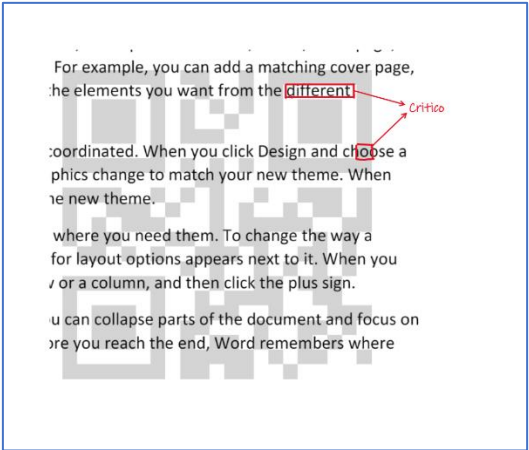 For example, you can add a matching cover page,
he elements you want from the different
Critico
coordinated. When you click Design and choose a
phics change to match your new theme. When
he new theme.
where you need them. To change the way a
for layout options appears next to it. When you
or a column, and then click the plus sign.
u can collapse parts of the document and focus on
ore you reach the end, Word remembers where